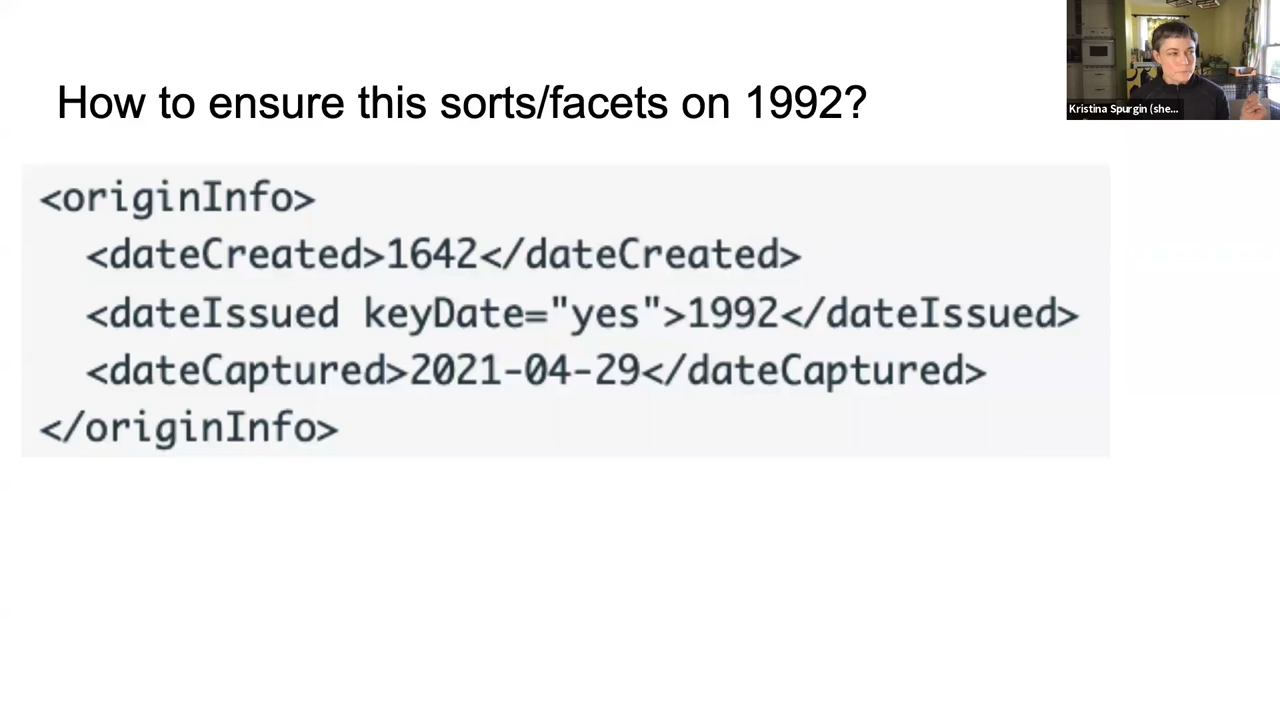 How to ensure this sorts/facets on 1992?
<originInfo>
<dateCreated>1642</dateCreated>
<dateIssued keyDate="yes">1992</dateIssued>
<dateCaptured>2021-04-29</dateCaptured>
</originInfo>
Kristina Spurgin (she...